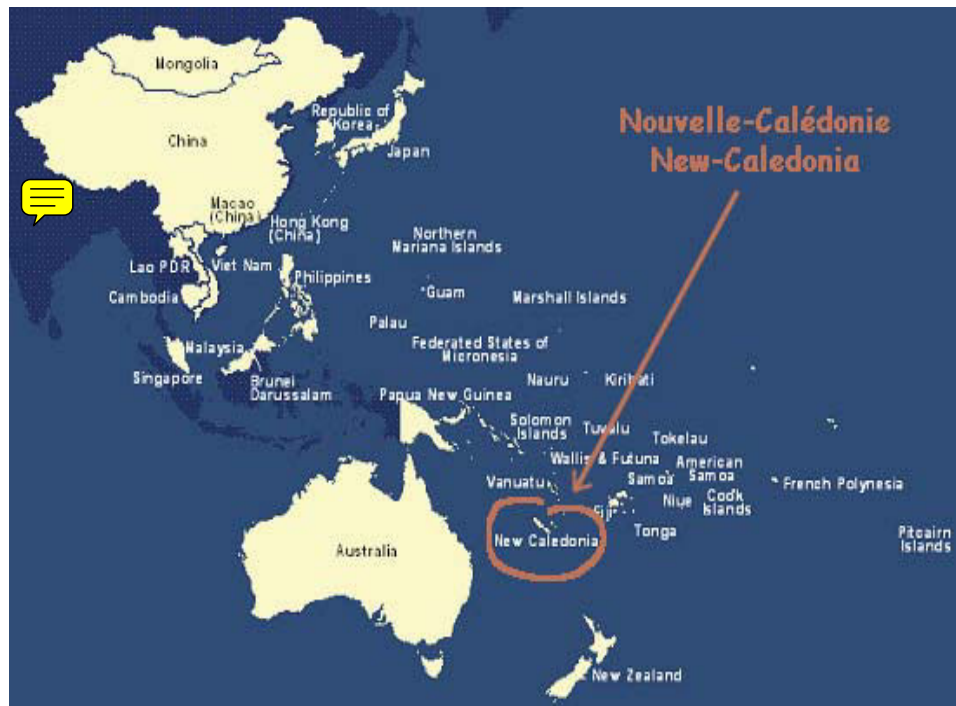 Mongolia
China
Republic of
Korea
Japan
Nouvelle-Calédonie
New-Caledonia
Macao
(China)
Hong Kong
(China)
Northern
Mariana Islands
Lao PDR
Viet Nam
Philippines
Cambodia
Guam
Marshall Islands
Palau
Malaysia
Federated States of
Micronesia
Singapore
Brunei
Darussalam
Nauru
Kiribati
Papua New Guinea
Solomon
Islands
Tuvalu
Tokelau
Wallis & Futuna
American
Samoa
Samoa
Vanuatu
French Polynesia
Niue
Cook
Islands
Fiji
Tonga
New Caledonia
Pitcairn
Islands
Australia
New Zealand